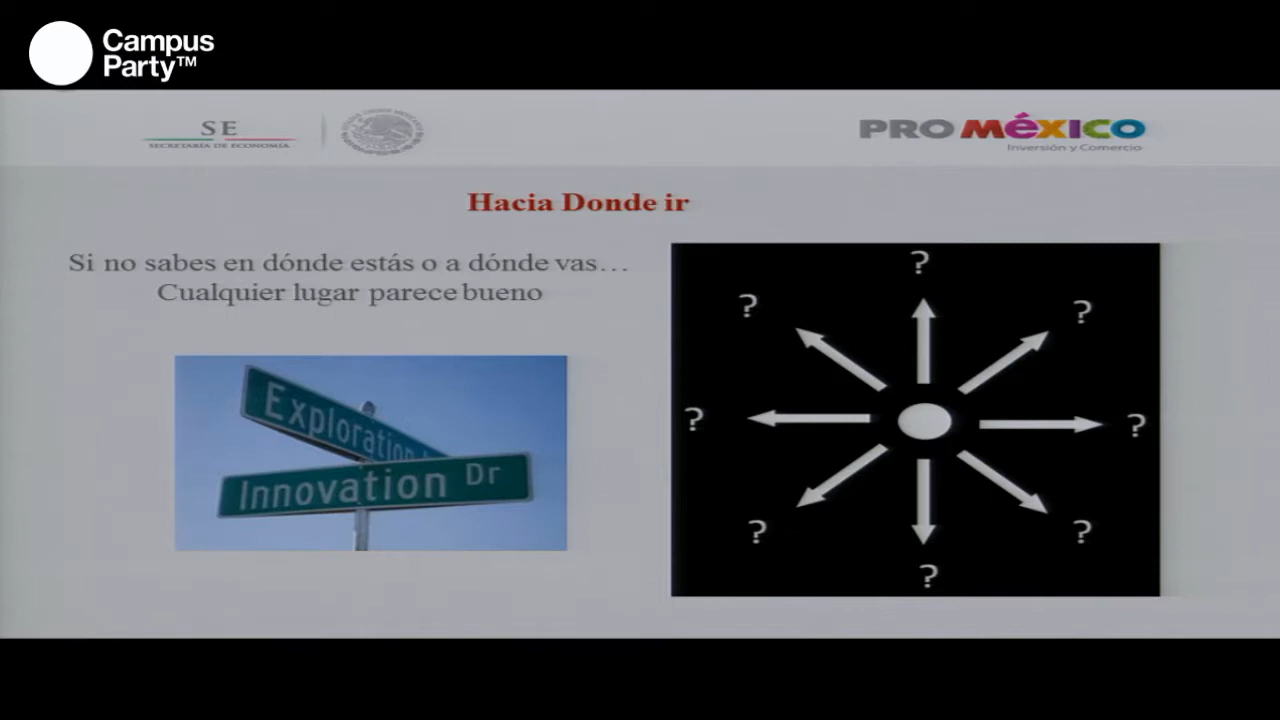 Campus
Party™
SE
SECRETARÍA DE ECONOMÍA
PRO MéXICO
Inversión y Comercio
Hacia Donde ir
Si no sabes en dónde estás o a dónde vas…
Cualquier lugar parece bueno
Exploration
Innovation Dr
?
?
?
?
?
?
?
?